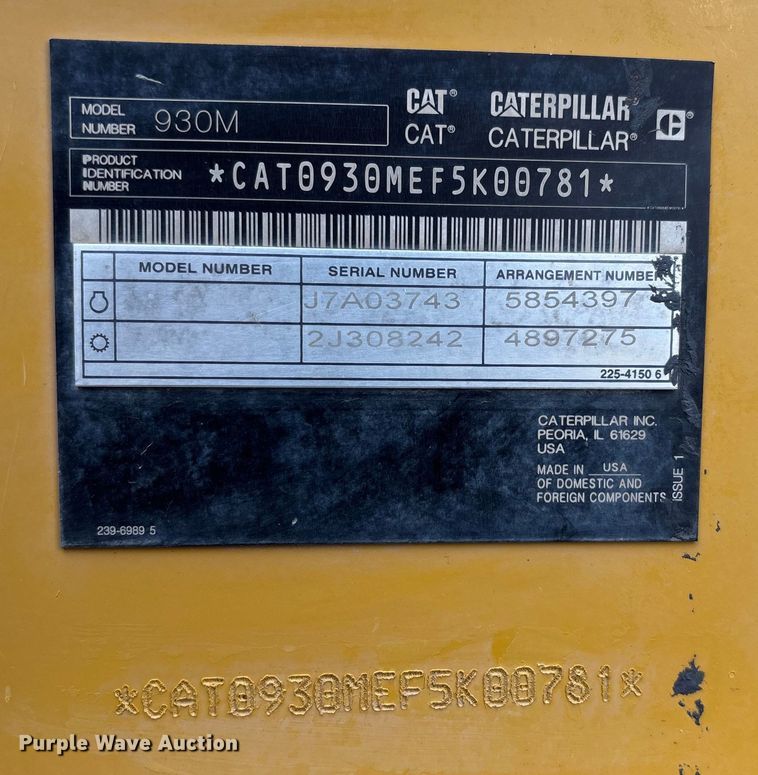 MODEL
NUMBER 930M
CAT® CATERPILLAR®
CAT® CATERPILLAR®
PRODUCT
IDENTIFICATION
NUMBER
*CAT0930MEF5K00781*
MODEL NUMBER SERIAL NUMBER ARRANGEMENT NUMBER
J7A03743 5854397
2J308242 4897275
225-4150 6
CATERPILLAR INC.
PEORIA, IL 61629
USA
MADE IN USA
OF DOMESTIC AND
FOREIGN COMPONENTS
ISSUE 1
239-6989 5
*CAT0930MEF5K00781*
Purple Wave Auction